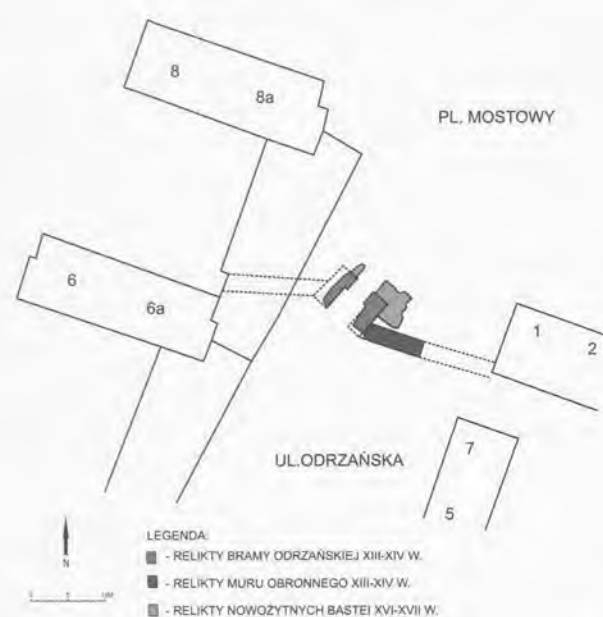 8
8a
PL. MOSTOWY
6
6a
1
2
7
UL.ODRZAŃSKA
5
N
LEGENDA:
- RELIKTY BRAMY ODRZAŃSKIEJ XIII-XIV W.
- RELIKTY MURU OBRONNEGO XIII-XIV W.
- RELIKTY NOWOŻYTNYCH BASTEI XVI-XVII W.